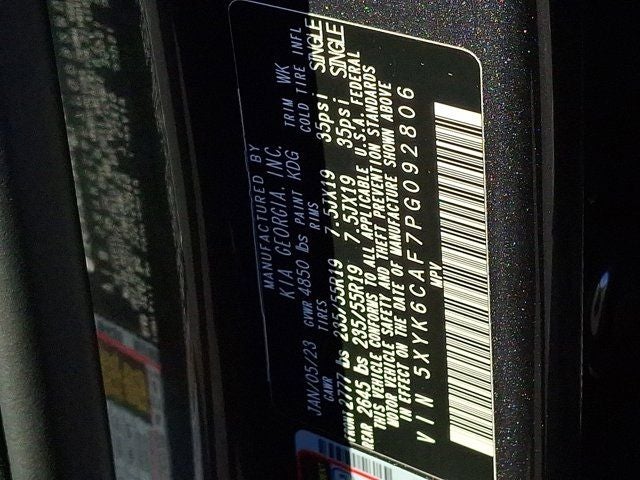 MANUFACTURED BY
KIA GEORGIA, INC.
JAN/05/23 GVWR 4850 lbs PAINT KDG TRIM WK
GAWR TIRES RIMS COLD TIRE INFL
FRONT 2777 lbs 235/55R19 7.5JX19 35psi SINGLE
REAR 2645 lbs 235/55R19 7.5JX19 35psi SINGLE
THIS VEHICLE CONFORMS TO ALL APPLICABLE U.S.A. FEDERAL
MOTOR VEHICLE SAFETY AND THEFT PREVENTION STANDARDS
IN EFFECT ON THE DATE OF MANUFACTURE SHOWN ABOVE
VIN 5XYK6CAF7PG092806
MPV